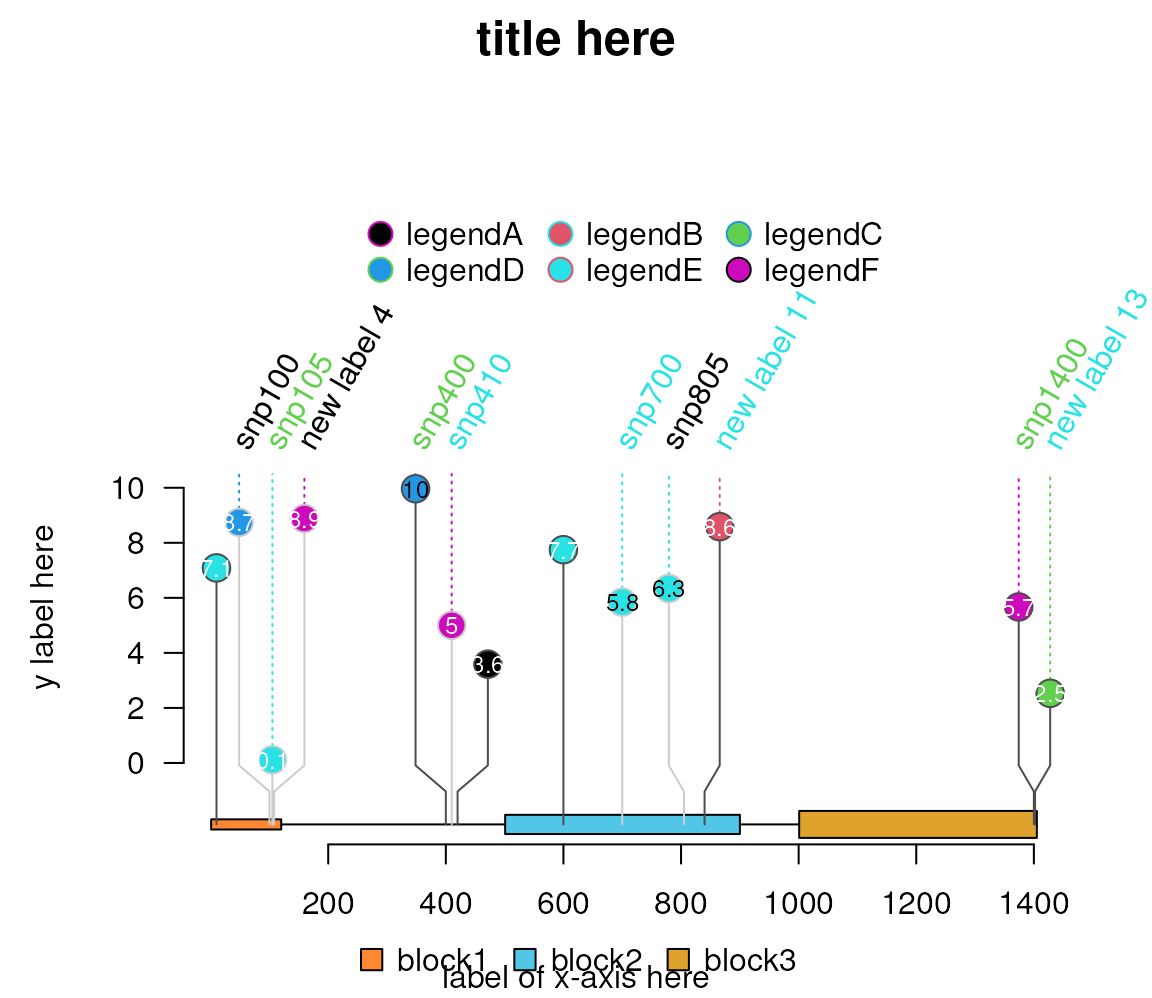 title here
legendA legendB legendC
legendD legendE legendF
snp100 snp105 new label 4 snp400 snp410 snp700 snp805 new label 11 snp1400 new label 13
y label here
10
8
6
4
2
0
7.1 8.7 0.1 8.9 10 5 3.6 7.7 5.8 6.3 8.6 5.7 2.5
200 400 600 800 1000 1200 1400
block1 block2 block3
label of x-axis here